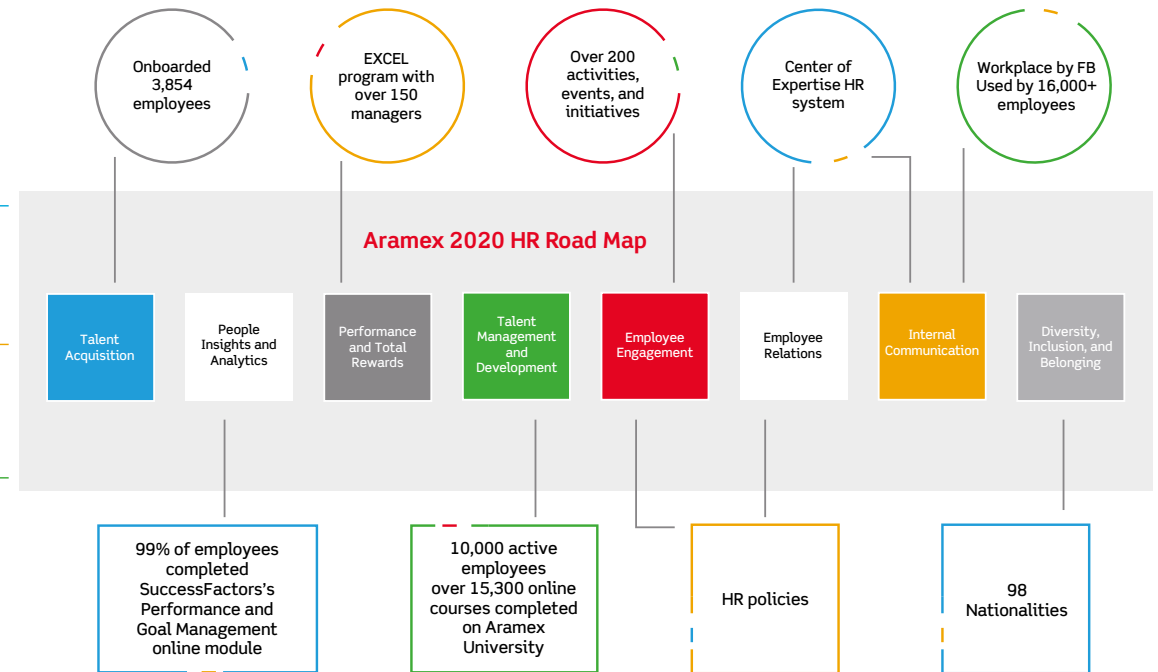 Onboarded
3,854
employees
EXCEL
program with
over 150
managers
Over 200
activities,
events, and
initiatives
Center of
Expertise HR
system
Workplace by FB
Used by 16,000+
employees
Aramex 2020 HR Road Map
Talent
Acquisition
People
Insights and
Analytics
Performance
and Total
Rewards
Talent
Management
and
Development
Employee
Engagement
Employee
Relations
Internal
Communication
Diversity,
Inclusion, and
Belonging
99% of employees
completed
SuccessFactors's
Performance and
Goal Management
online module
10,000 active
employees
over 15,300 online
courses completed
on Aramex
University
HR policies
98
Nationalities